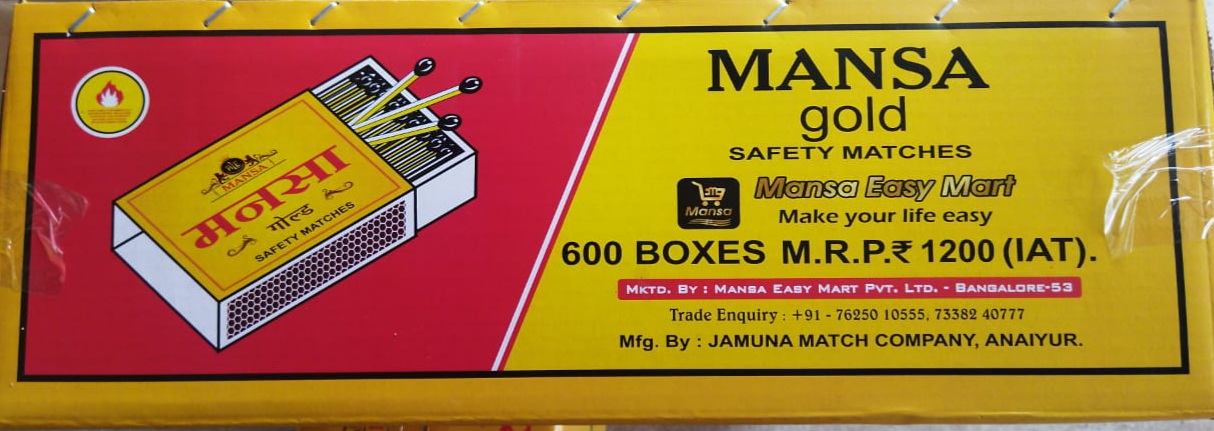 MANSA
मनसा
गोल्ड
SAFETY MATCHES
MANSA
gold
SAFETY MATCHES
Mansa
Mansa Easy Mart
Make your life easy
600 BOXES M.R.P.₹ 1200 (IAT).
MKTD. BY : MANSA EASY MART PVT. LTD. - BANGALORE-53
Trade Enquiry : +91 - 76250 10555, 73382 40777
Mfg. By : JAMUNA MATCH COMPANY, ANAIYUR.